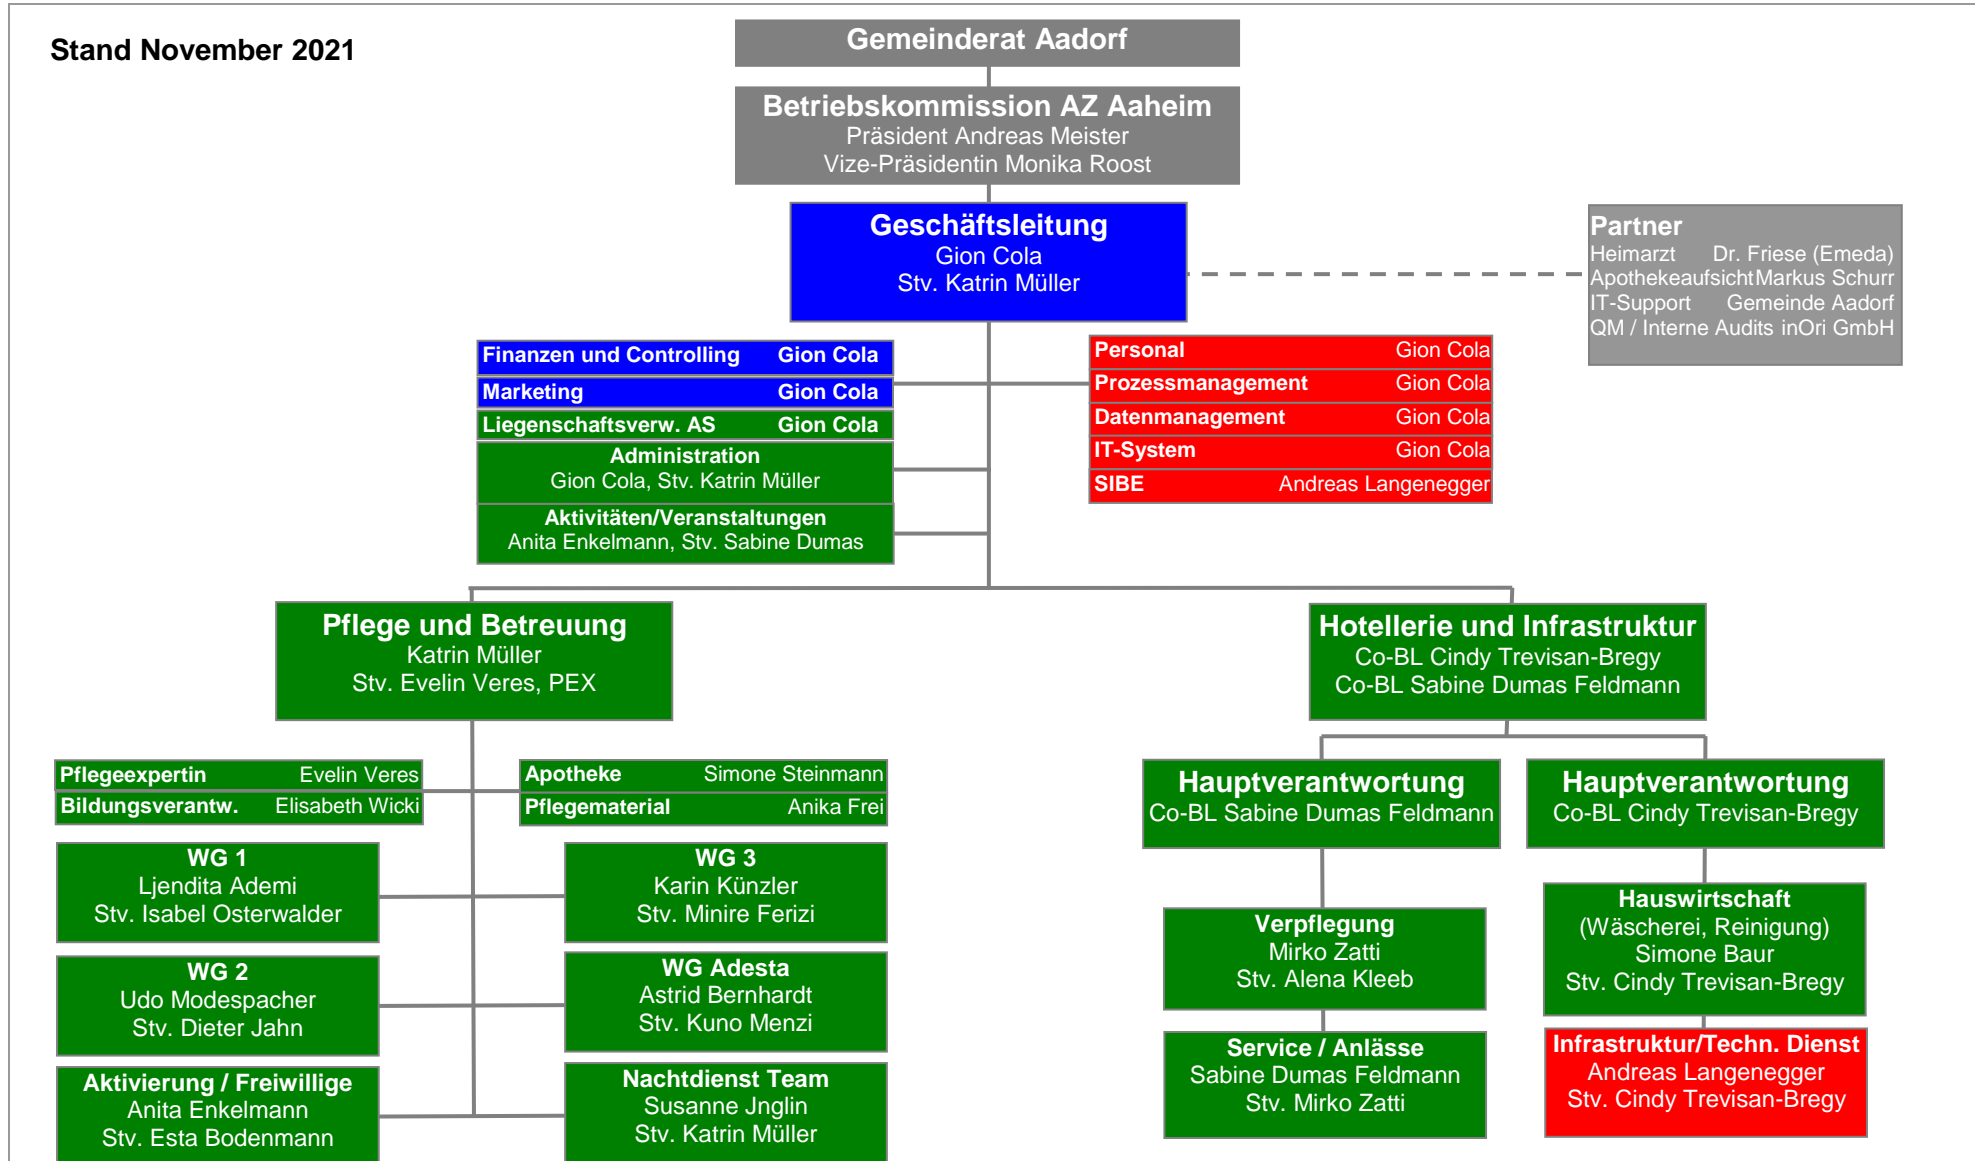 Stand November 2021
Gemeinderat Aadorf
Betriebskommission AZ Aaheim
Präsident Andreas Meister
Vize-Präsidentin Monika Roost
Geschäftsleitung
Gion Cola
Stv. Katrin Müller
Partner
Heimarzt Dr. Friese (Emeda)
Apothekeaufsicht Markus Schurr
IT-Support Gemeinde Aadorf
QM / Interne Audits inOri GmbH
Finanzen und Controlling Gion Cola
Marketing Gion Cola
Liegenschaftsverw. AS Gion Cola
Administration
Gion Cola, Stv. Katrin Müller
Aktivitäten/Veranstaltungen
Anita Enkelmann, Stv. Sabine Dumas
Personal Gion Cola
Prozessmanagement Gion Cola
Datenmanagement Gion Cola
IT-System Gion Cola
SIBE Andreas Langenegger
Pflege und Betreuung
Katrin Müller
Stv. Evelin Veres, PEX
Hotellerie und Infrastruktur
Co-BL Cindy Trevisan-Bregy
Co-BL Sabine Dumas Feldmann
Pflegeexpertin Evelin Veres
Bildungsverantw. Elisabeth Wicki
Apotheke Simone Steinmann
Pflegematerial Anika Frei
WG 1
Ljendita Ademi
Stv. Isabel Osterwalder
WG 3
Karin Künzler
Stv. Minire Ferizi
WG 2
Udo Modespacher
Stv. Dieter Jahn
WG Adesta
Astrid Bernhardt
Stv. Kuno Menzi
Aktivierung / Freiwillige
Anita Enkelmann
Stv. Esta Bodenmann
Nachtdienst Team
Susanne Jnglin
Stv. Katrin Müller
Hauptverantwortung
Co-BL Sabine Dumas Feldmann
Verpflegung
Mirko Zatti
Stv. Alena Kleeb
Service / Anlässe
Sabine Dumas Feldmann
Stv. Mirko Zatti
Hauptverantwortung
Co-BL Cindy Trevisan-Bregy
Hauswirtschaft
(Wäscherei, Reinigung)
Simone Baur
Stv. Cindy Trevisan-Bregy
Infrastruktur/Techn. Dienst
Andreas Langenegger
Stv. Cindy Trevisan-Bregy